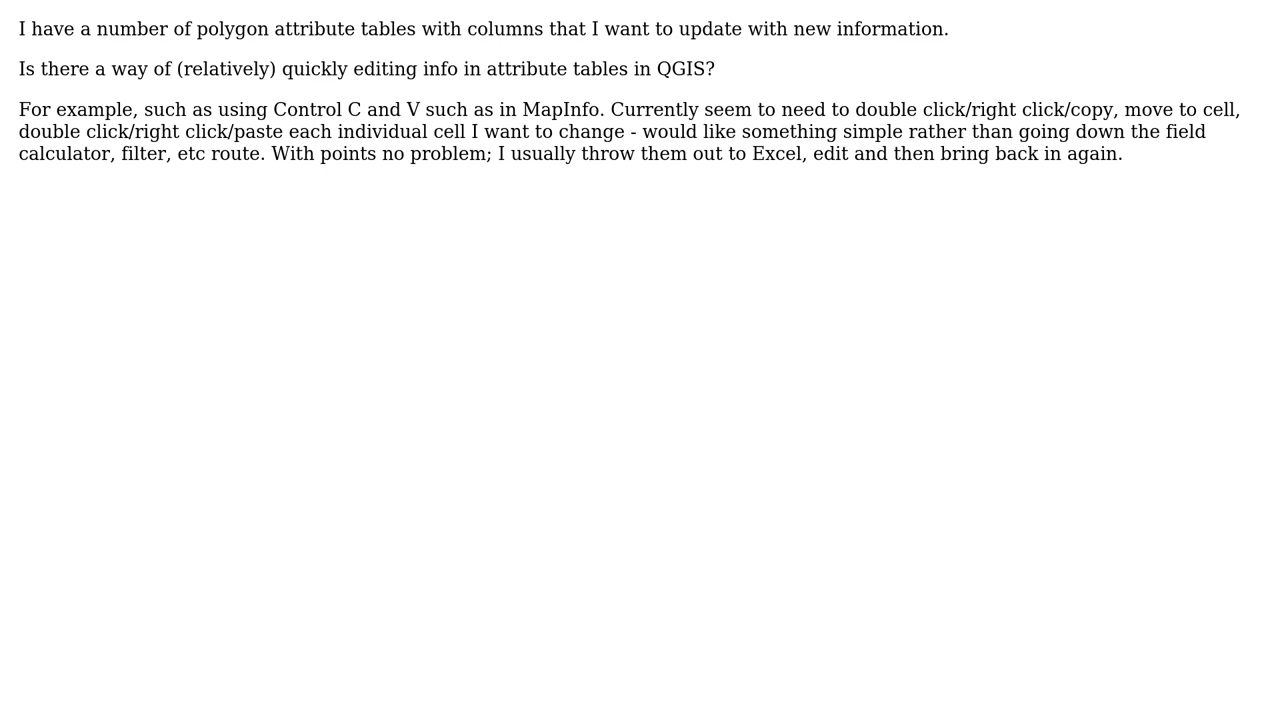 I have a number of polygon attribute tables with columns that I want to update with new information.
Is there a way of (relatively) quickly editing info in attribute tables in QGIS?
For example, such as using Control C and V such as in MapInfo. Currently seem to need to double click/right click/copy, move to cell,
double click/right click/paste each individual cell I want to change - would like something simple rather than going down the field
calculator, filter, etc route. With points no problem; I usually throw them out to Excel, edit and then bring back in again.